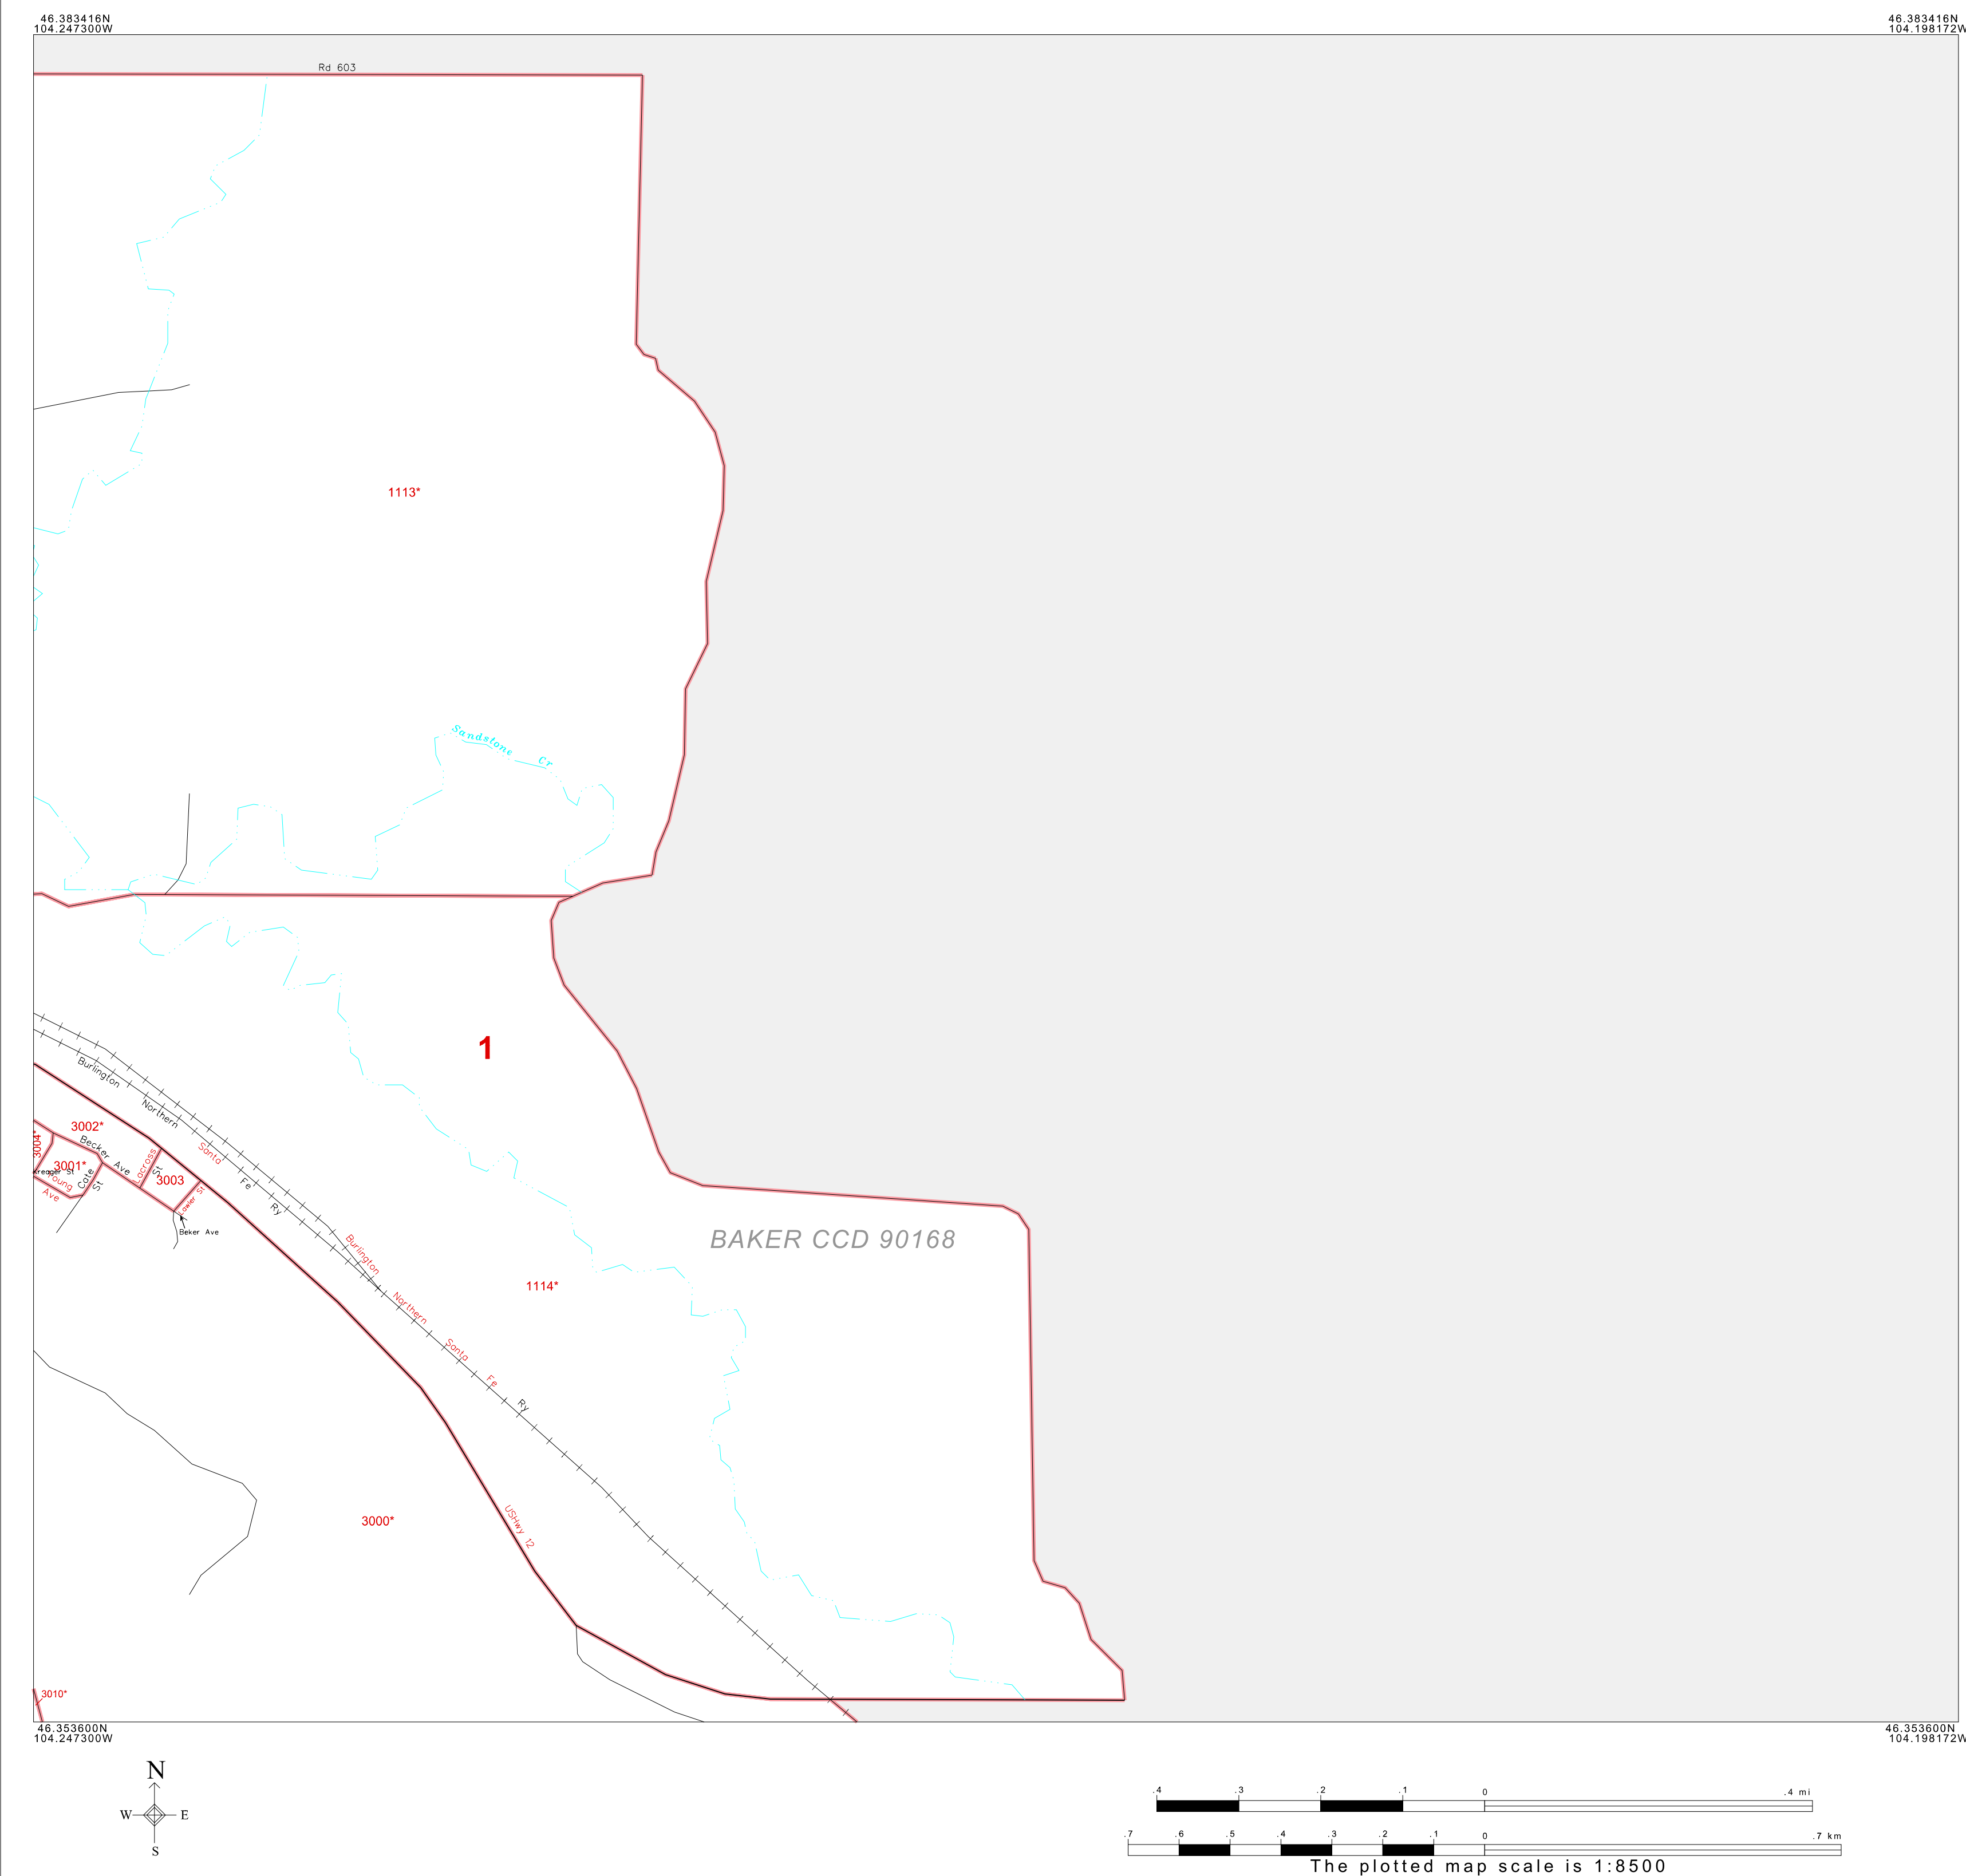 46.383416N
104.247300W
46.383416N
104.198172W
Rd 603
1113*
Sandstone Cr
1
Burlington Northern Santa Fe Ry
3002*
3004*
Becker Ave
3001*
Lacross St
3003
Young Ave
Cate St
Lawler St
Beker Ave
Burlington Northern Santa Fe Ry
BAKER CCD 90168
1114*
3000*
USHwy 12
3010*
46.353600N
104.247300W
46.353600N
104.198172W
N
W E
S
.4 .3 .2 .1 0 .4 mi
.7 .6 .5 .4 .3 .2 .1 0 .7 km
The plotted map scale is 1:8500